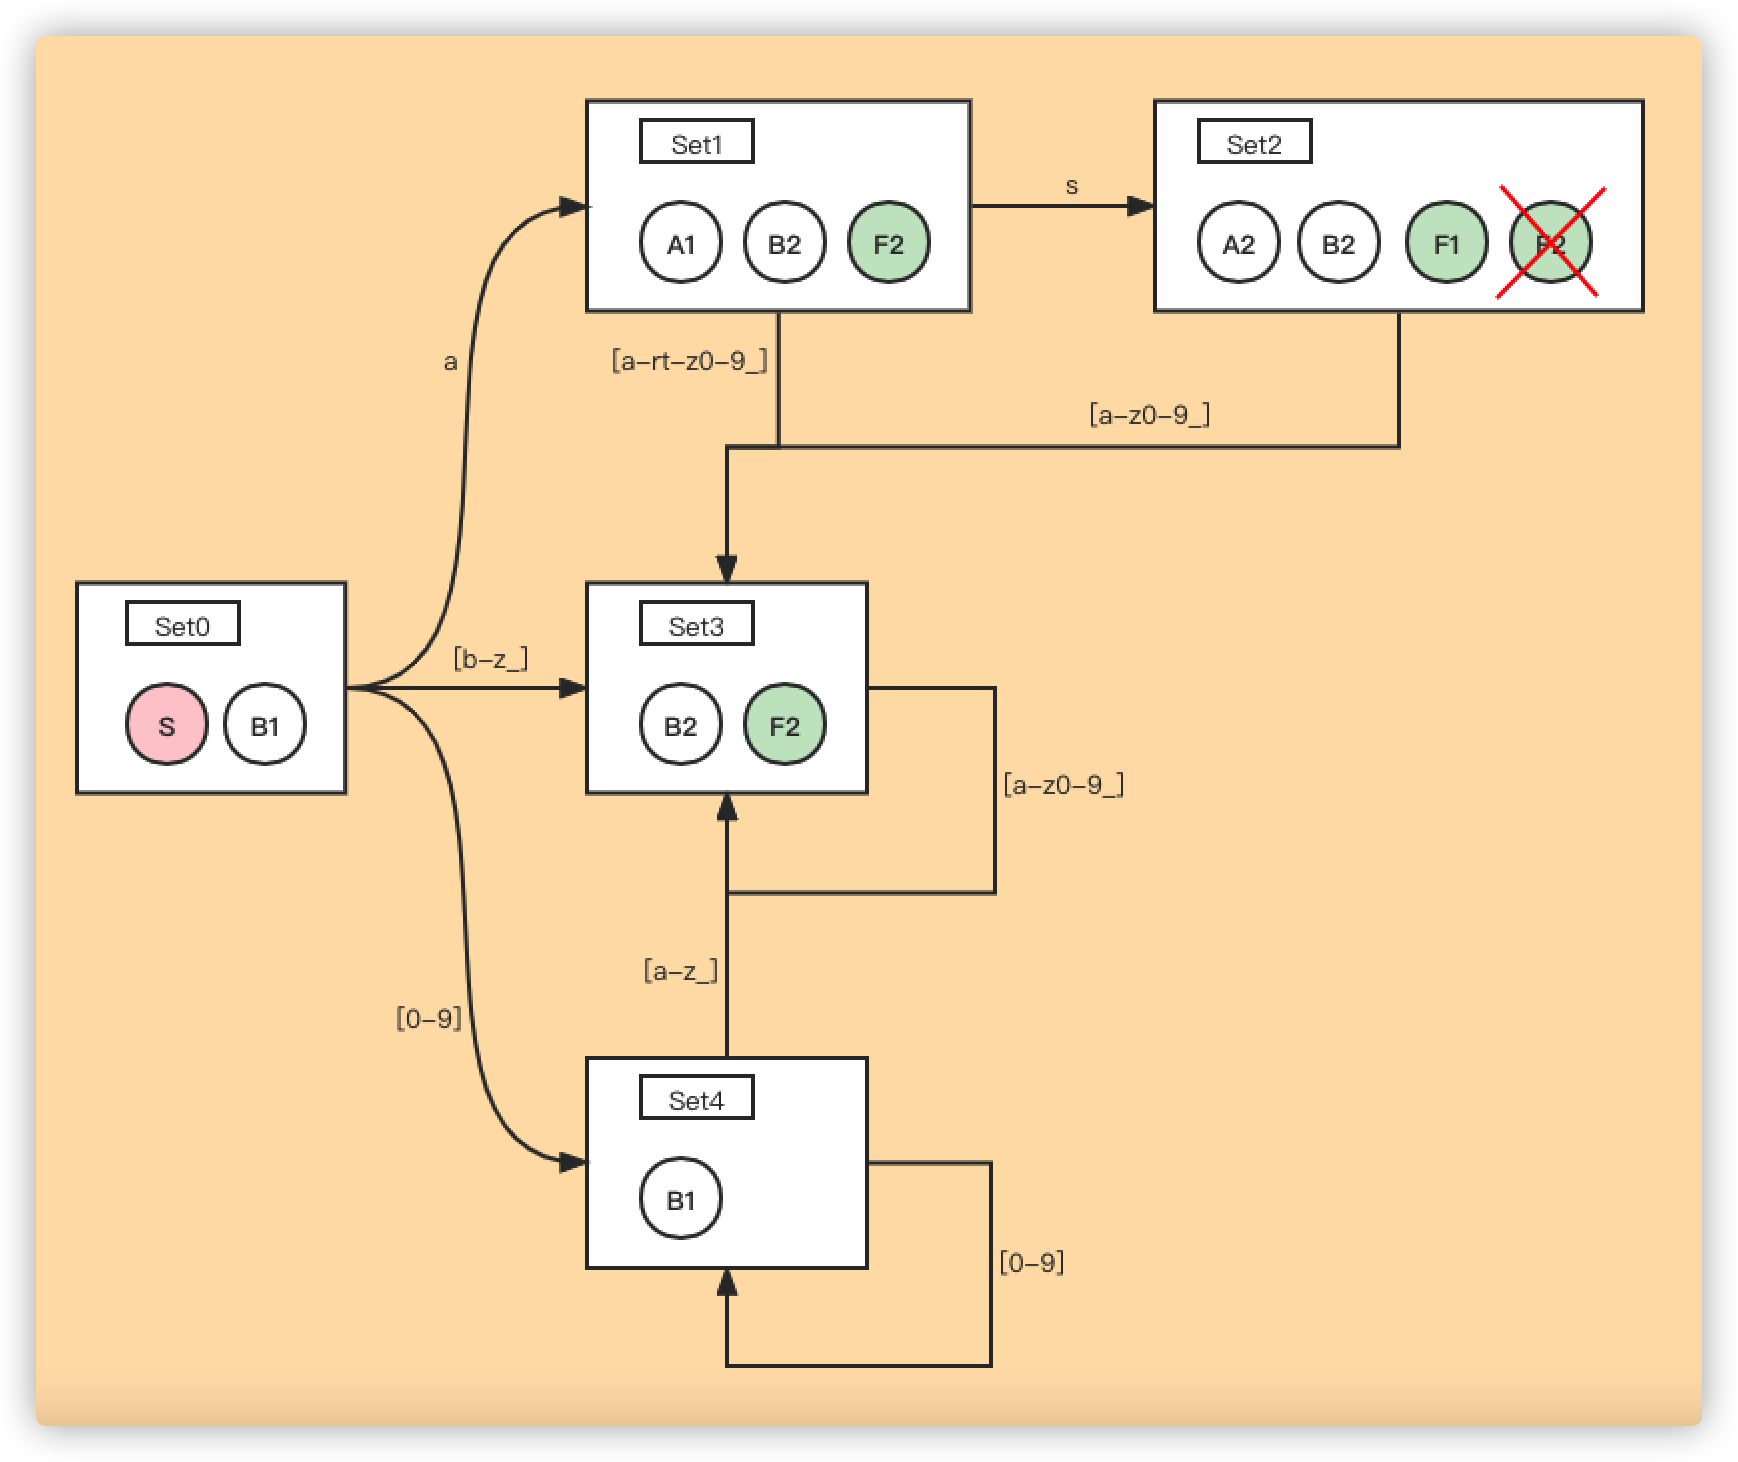 Set1
A1 B2 F2
s
Set2
A2 B2 F1 F2
a
[a-rt-z0-9_]
[a-z0-9_]
Set0
S B1
[b-z_]
Set3
B2 F2
[a-z0-9_]
[a-z_]
[0-9]
Set4
B1
[0-9]